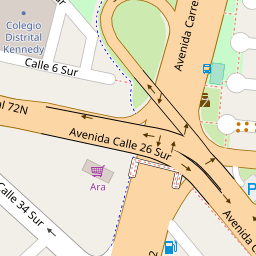 Colegio
Distrital
Kennedy
Calle 6 Sur
Avenida Carre
al 72N
Avenida Calle 26 Sur
Ara
Calle 34 Sur
Avenida C
2